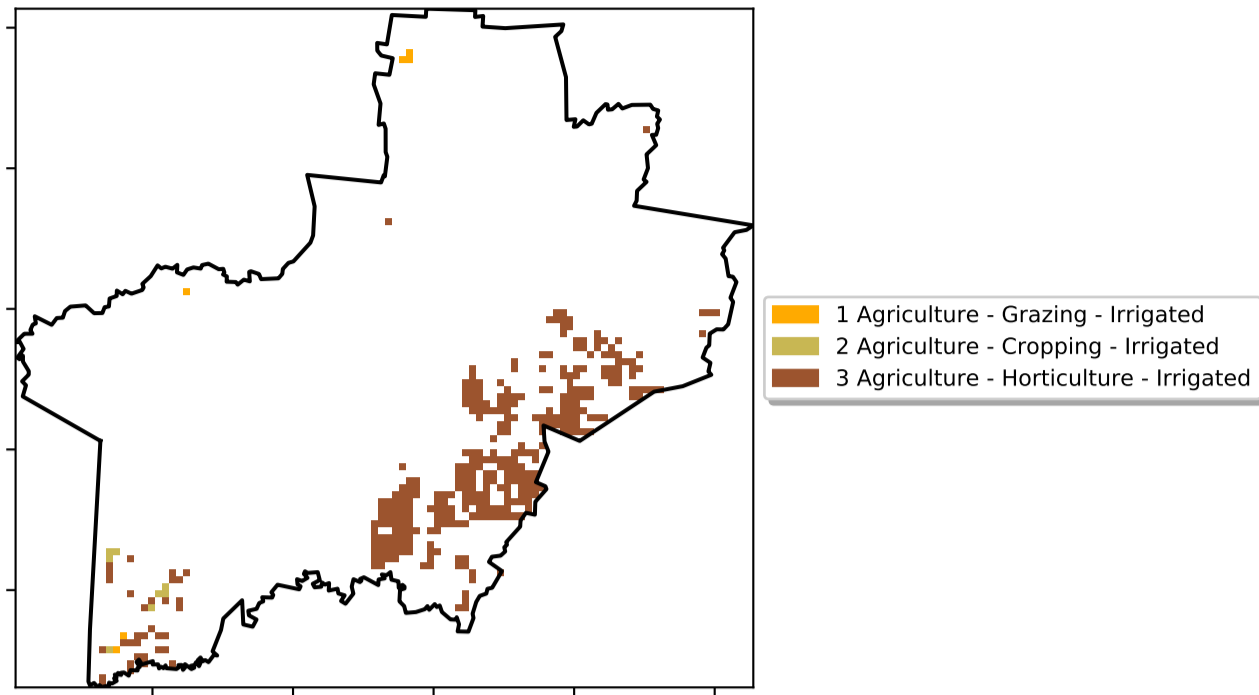 1 Agriculture - Grazing - Irrigated
2 Agriculture - Cropping - Irrigated
3 Agriculture - Horticulture - Irrigated